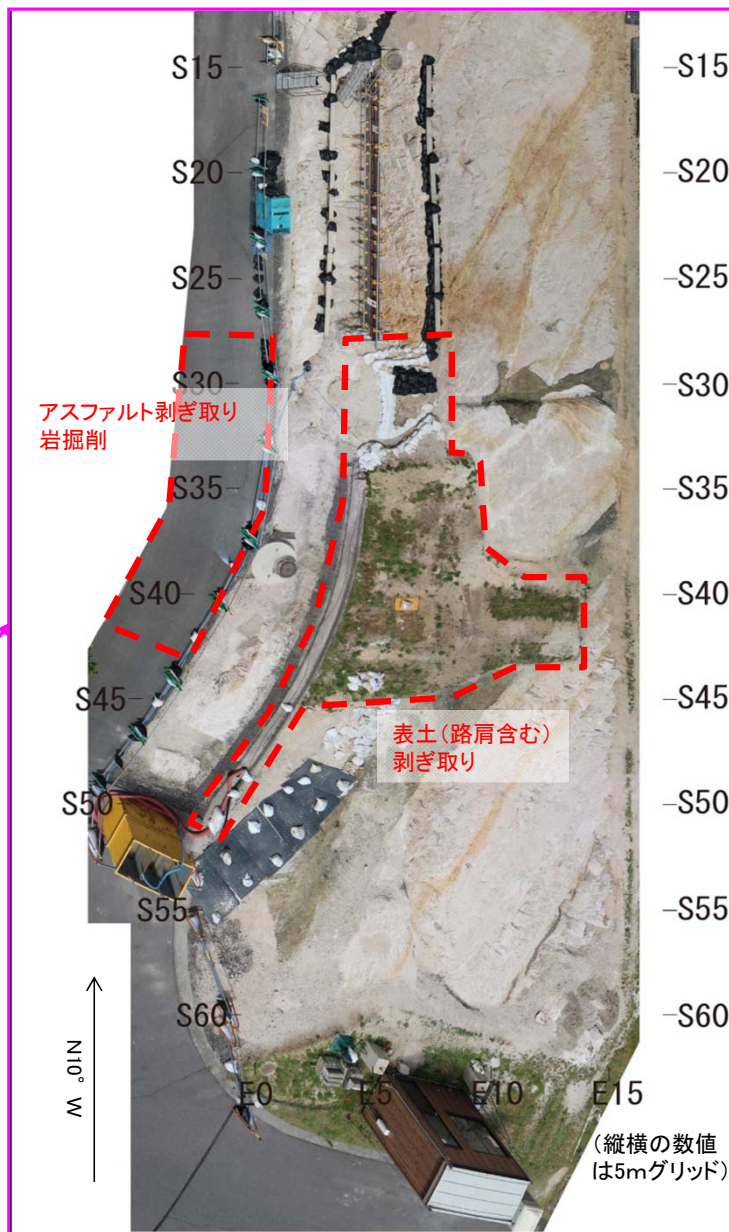 S15
S20
S25
S30
S35
S40
S45
S50
S55
S60
S15
S20
S25
S30
S35
S40
S45
S50
S55
S60
アスファルト剥ぎ取り
岩掘削
表土（路肩含む）
剥ぎ取り
N10° W
E0
E5
E10
E15
（縦横の数値
は5mグリッド）